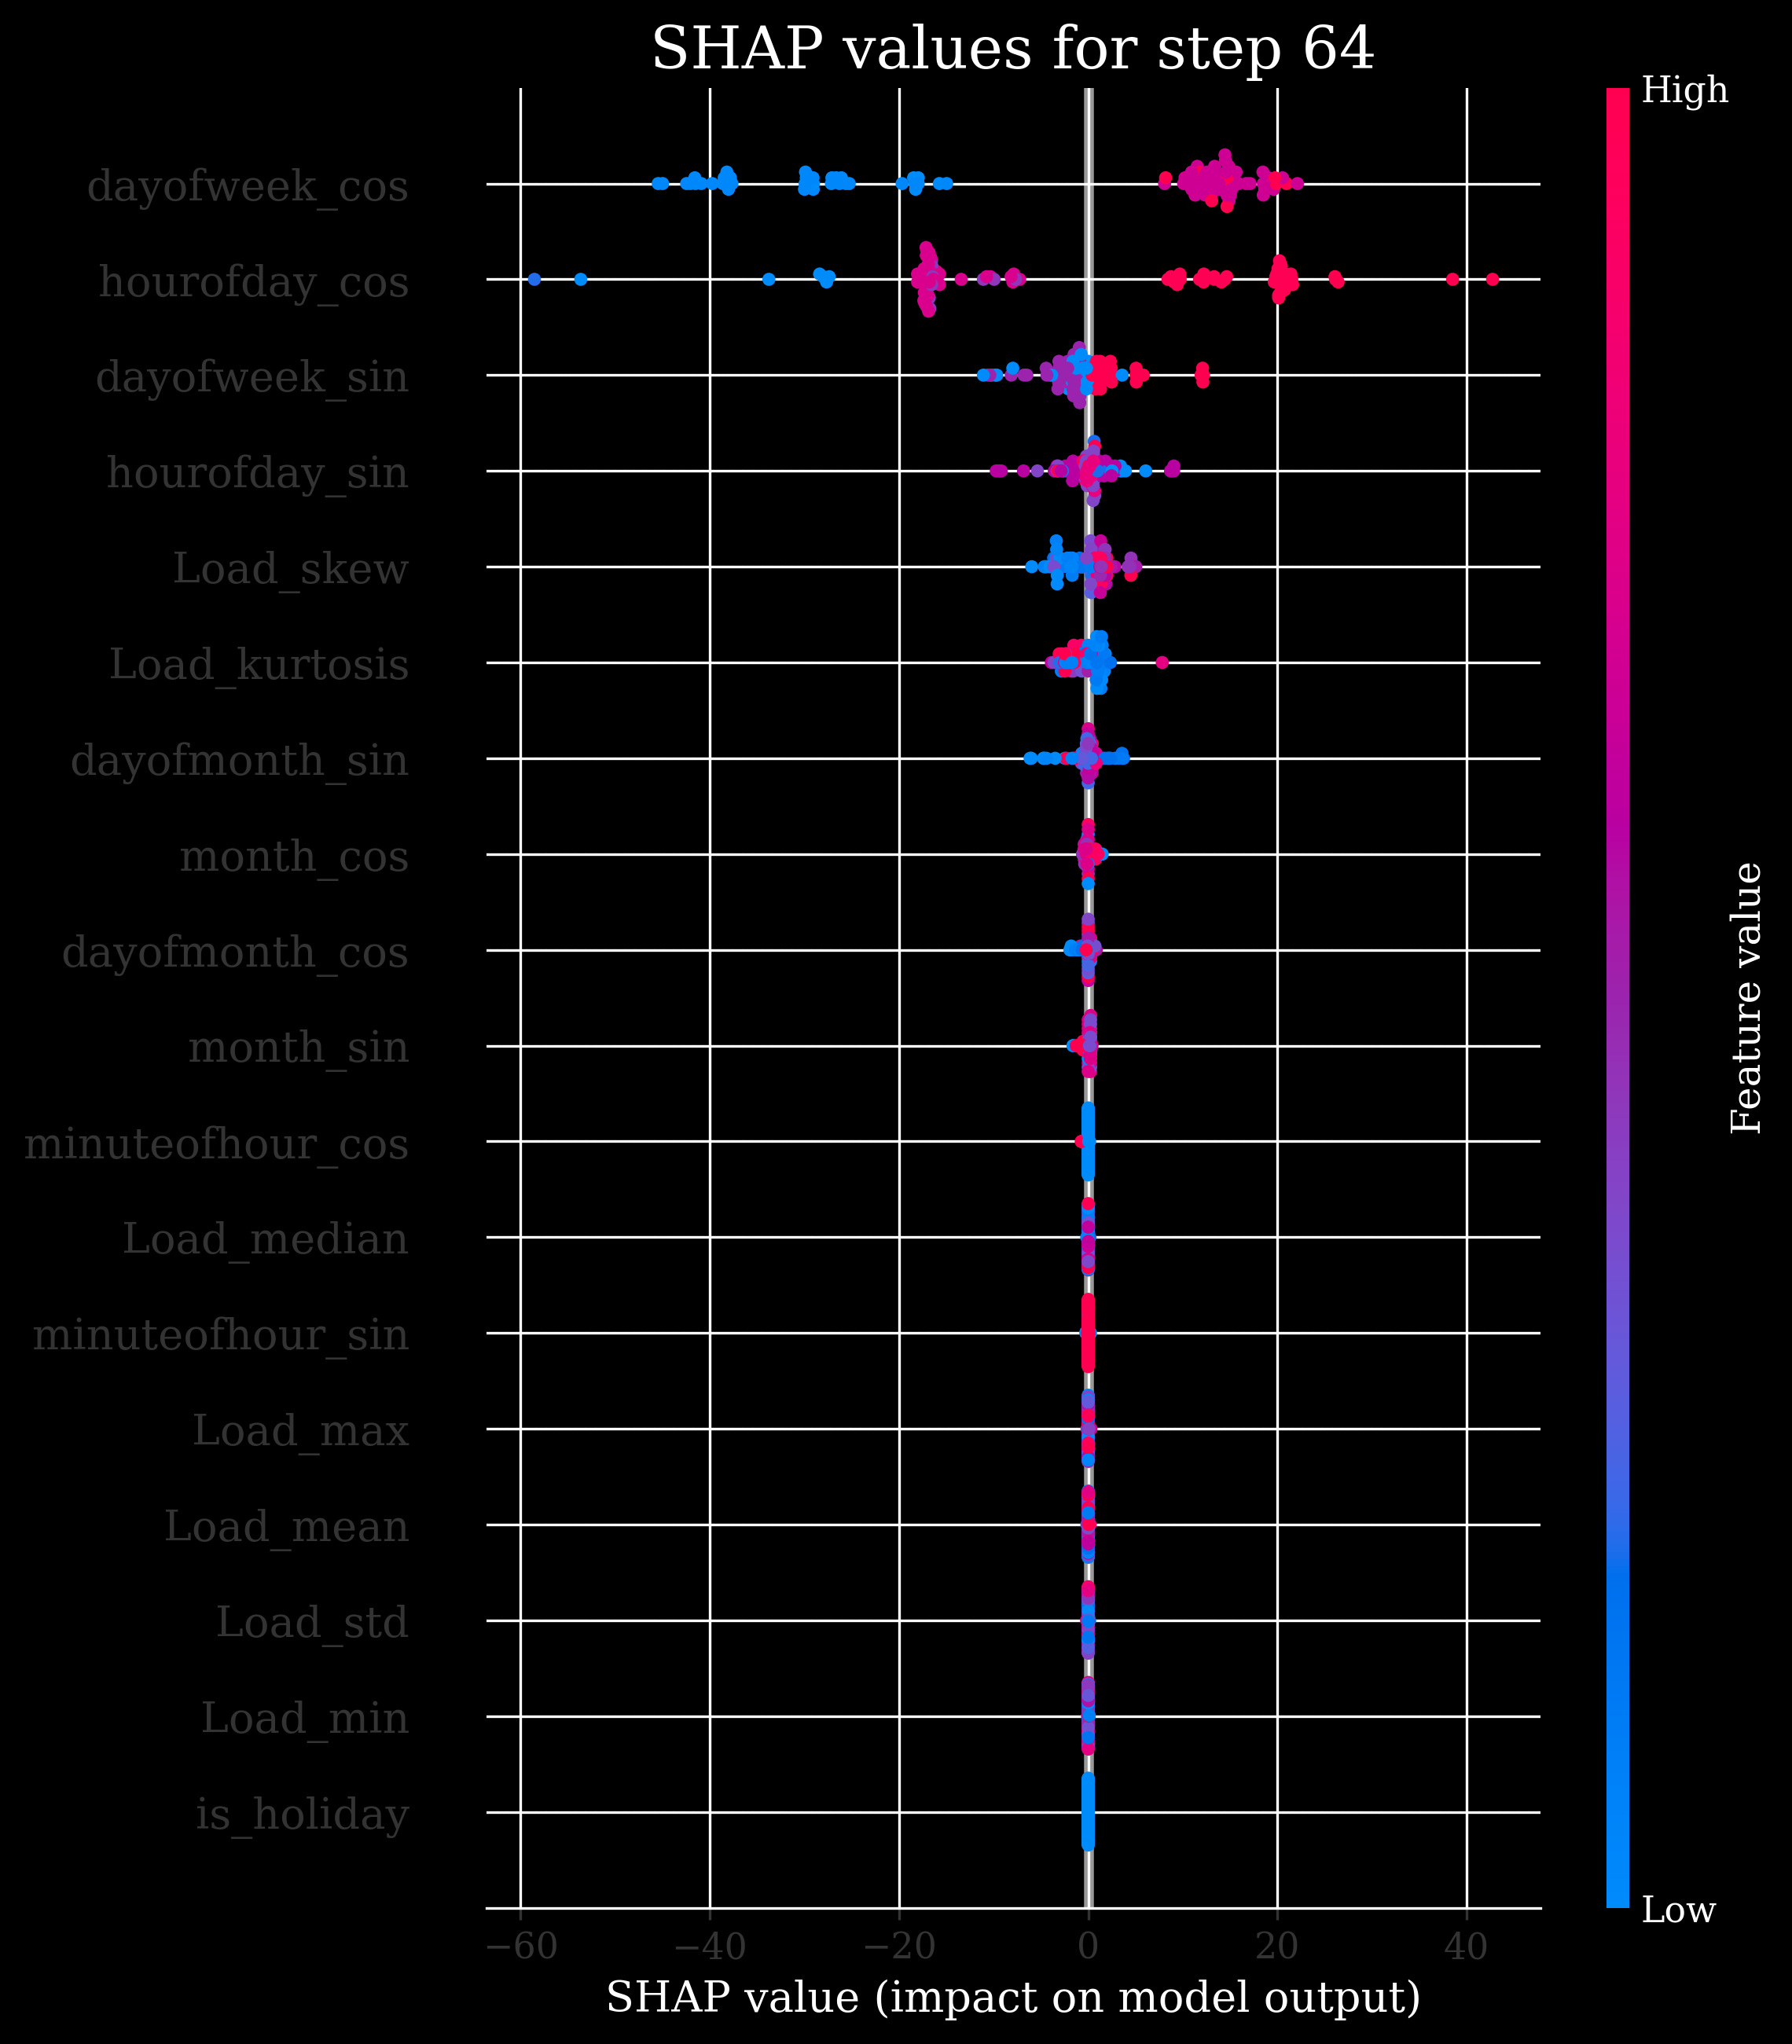 SHAP values for step 64
High
dayofweek_cos
hourofday_cos
dayofweek_sin
hourofday_sin
Load_skew
Load_kurtosis
dayofmonth_sin
month_cos
dayofmonth_cos
month_sin
minuteofhour_cos
Load_median
minuteofhour_sin
Load_max
Load_mean
Load_std
Load_min
is_holiday
Feature value
Low
−60 −40 −20 0 20 40
SHAP value (impact on model output)